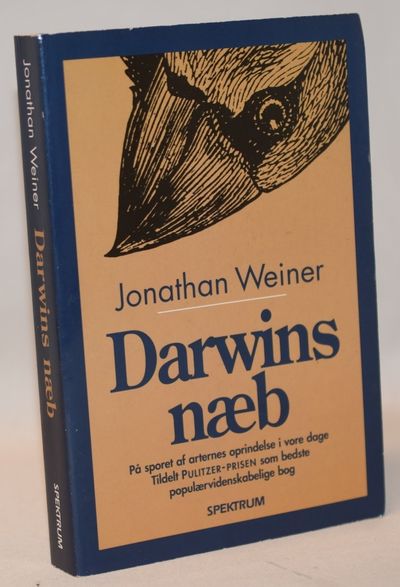 Jonathan Weiner
Darwins næb
SPEKTRUM
Jonathan Weiner
Darwins
næb
På sporet af arternes oprindelse i vore dage
Tildelt PULITZER-PRISEN som bedste
populærvidenskabelige bog
SPEKTRUM